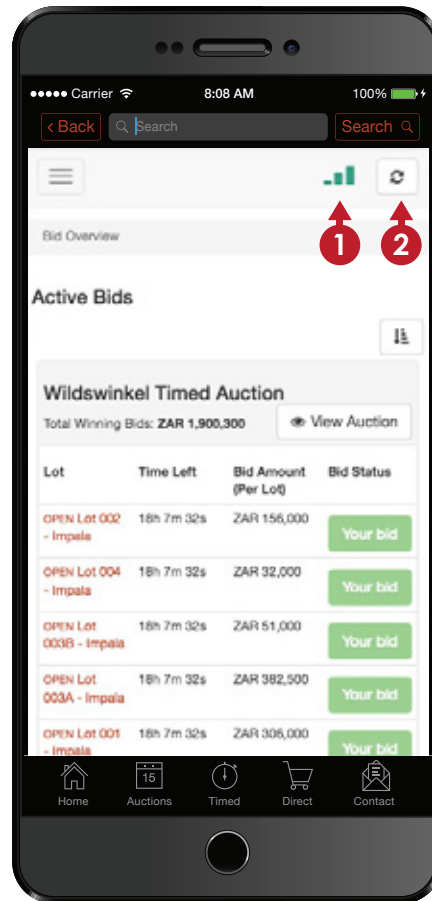 Carrier 8:08 AM 100%
< Back Search Search
1 2
Bid Overview
Active Bids
Wildswinkel Timed Auction
Total Winning Bids: ZAR 1,900,300 View Auction
Lot Time Left Bid Amount Bid Status
(Per Lot)
OPEN Lot 002 18h 7m 32s ZAR 156,000 Your bid
- Impala
OPEN Lot 004 18h 7m 32s ZAR 32,000 Your bid
- Impala
OPEN Lot 18h 7m 32s ZAR 51,000 Your bid
003B - Impala
OPEN Lot 18h 7m 32s ZAR 382,500 Your bid
003A - Impala
OPEN Lot 001 18h 7m 32s ZAR 306,000 Your bid
- Impala
15
Home Auctions Timed Direct Contact